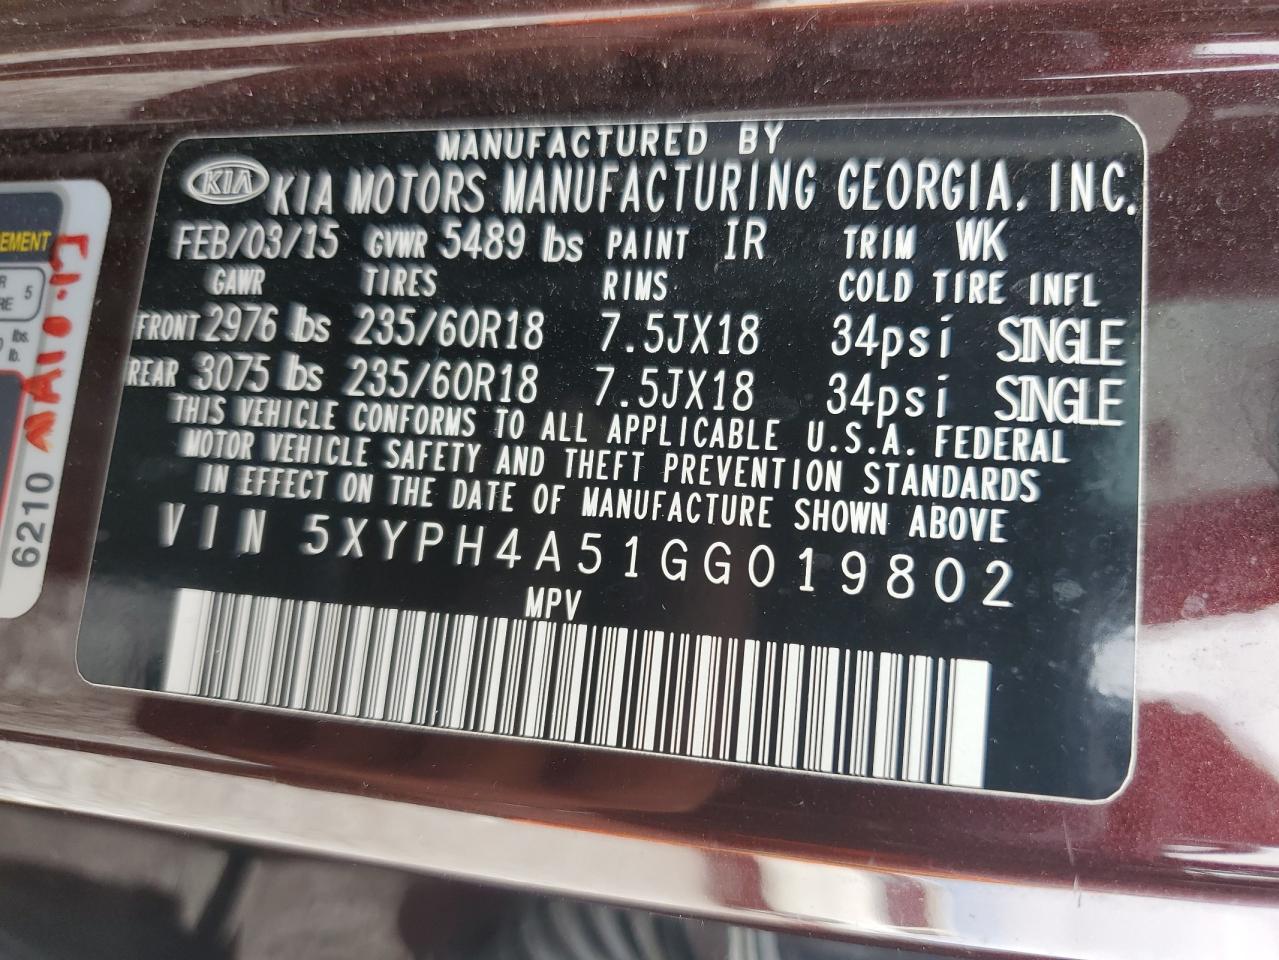 MANUFACTURED BY
KIA KIA MOTORS MANUFACTURING GEORGIA, INC.
FEB/03/15 GVWR 5489 lbs PAINT IR TRIM WK
GAWR TIRES RIMS COLD TIRE INFL
FRONT 2976 lbs 235/60R18 7.5JX18 34psi SINGLE
REAR 3075 lbs 235/60R18 7.5JX18 34psi SINGLE
THIS VEHICLE CONFORMS TO ALL APPLICABLE U.S.A. FEDERAL
MOTOR VEHICLE SAFETY AND THEFT PREVENTION STANDARDS
IN EFFECT ON THE DATE OF MANUFACTURE SHOWN ABOVE
VIN 5XYPH4A51GG019802
MPV
5
lbs.
lb.
6210